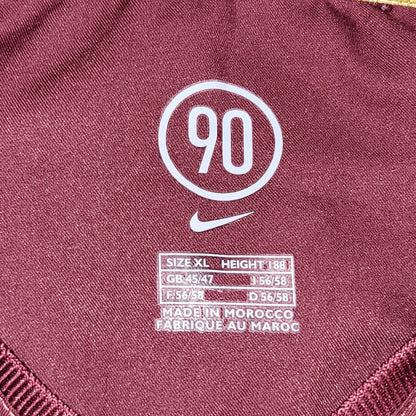 90
SIZE XL HEIGHT 188
GB:45/47 I 56/58
F:56/58 D 56/58
MADE IN MOROCCO
FABRIQUE AU MAROC